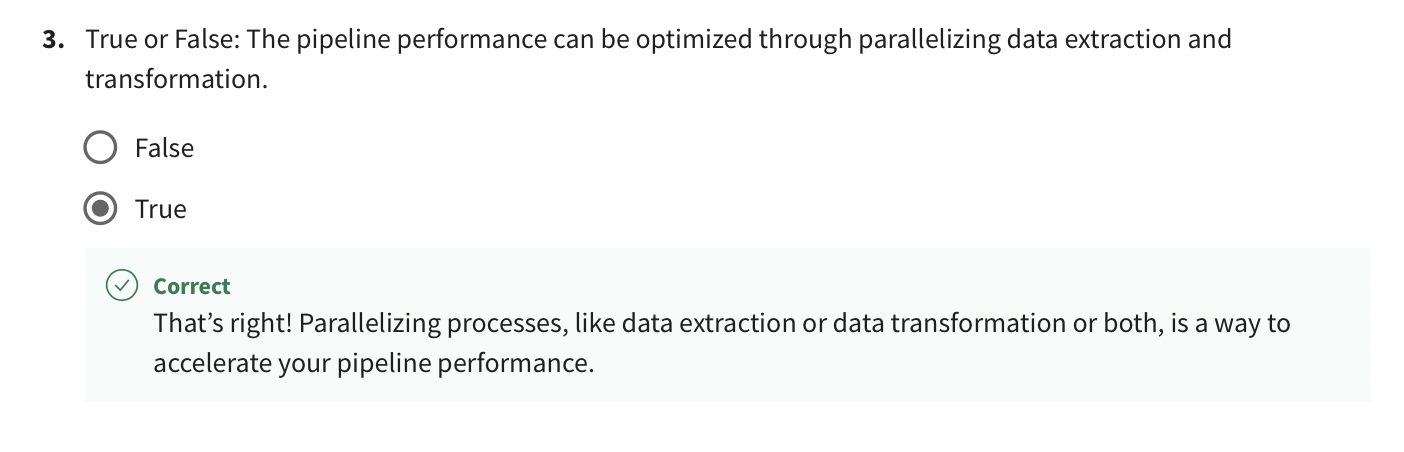 3. True or False: The pipeline performance can be optimized through parallelizing data extraction and
transformation.
False
True
Correct
That’s right! Parallelizing processes, like data extraction or data transformation or both, is a way to
accelerate your pipeline performance.